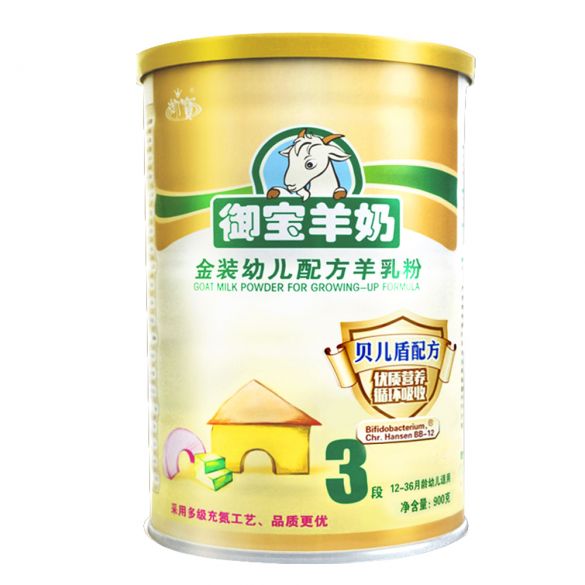 御宝
御宝羊奶
金装幼儿配方羊乳粉
GOAT MILK POWDER FOR GROWING-UP FORMULA
贝儿盾配方
优质营养
循环吸收
Bifidobacterium,®
Chr. Hansen BB-12
3段
12-36月龄幼儿适用
净含量: 900克
采用多级充氮工艺、品质更优